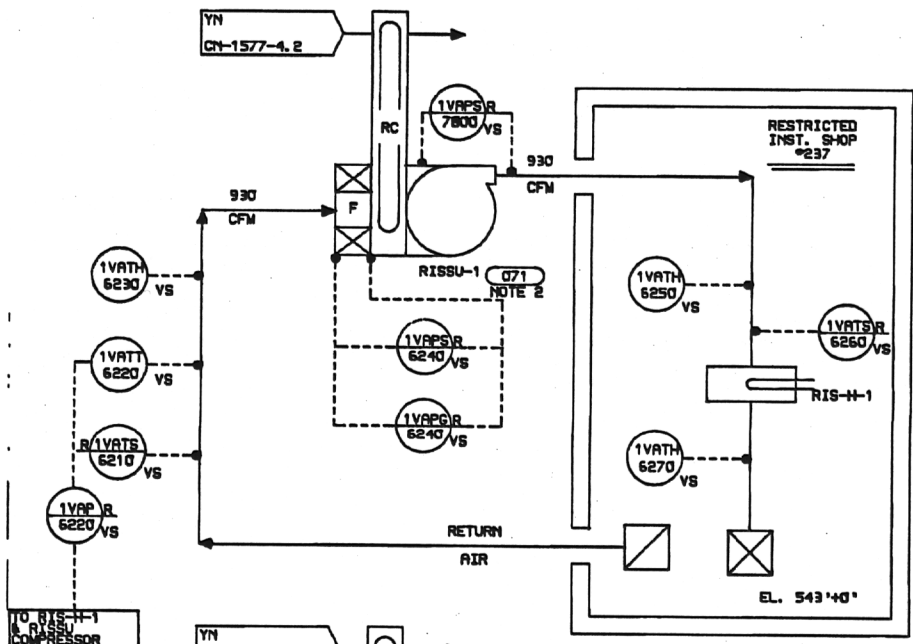 YN
CN-1577-4.2
1VAPS R
7800 VS
RC
RESTRICTED
INST. SHOP
#237
930
CFM
930
CFM
F
RISSU-1
071
NOTE 2
1VATH
6230 VS
1VATH
6250 VS
1VATS R
6260 VS
1VAPS R
6240 VS
1VATT
6220 VS
RIS-H-1
1VAPG R
6240 VS
R 1VATS
6210 VS
1VATH
6270 VS
1VAP R
6220 VS
RETURN
AIR
EL. 543'+0"
TO RIS-H-1
& RISSU
COMPRESSOR
YN